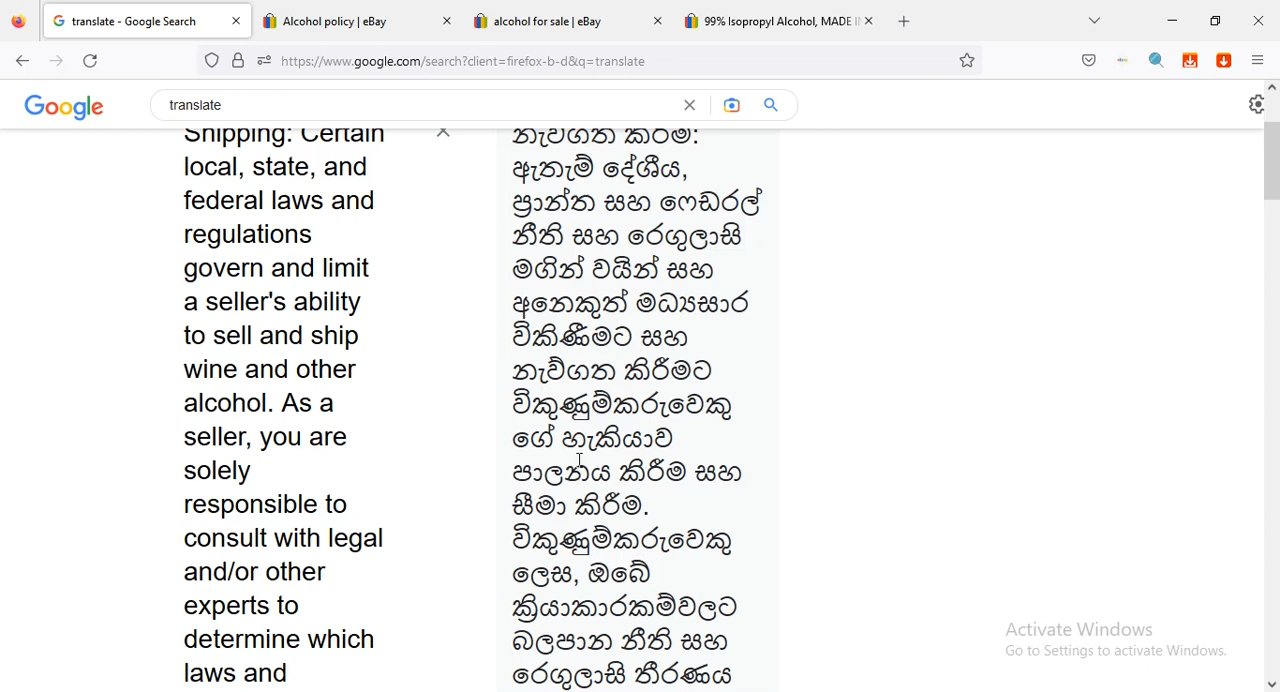 translate - Google Search
Alcohol policy | eBay
alcohol for sale | eBay
99% Isopropyl Alcohol, MADE I
https://www.google.com/search?client=firefox-b-d&q=translate
Google
translate
Shipping: Certain
local, state, and
federal laws and
regulations
govern and limit
a seller's ability
to sell and ship
wine and other
alcohol. As a
seller, you are
solely
responsible to
consult with legal
and/or other
experts to
determine which
laws and
නැව්ගත කිරීම:
ඇතැම් දේශීය,
ප්‍රාන්ත සහ ෆෙඩරල්
නීති සහ රෙගුලාසි
මගින් වයින් සහ
අනෙකුත් මධ්‍යසාර
විකිණීමට සහ
නැව්ගත කිරීමට
විකුණුම්කරුවෙකු
ගේ හැකියාව
පාලනය කිරීම සහ
සීමා කිරීම.
විකුණුම්කරුවෙකු
ලෙස, ඔබේ
ක්‍රියාකාරකම්වලට
බලපාන නීති සහ
රෙගුලාසි තීරණය
Activate Windows
Go to Settings to activate Windows.